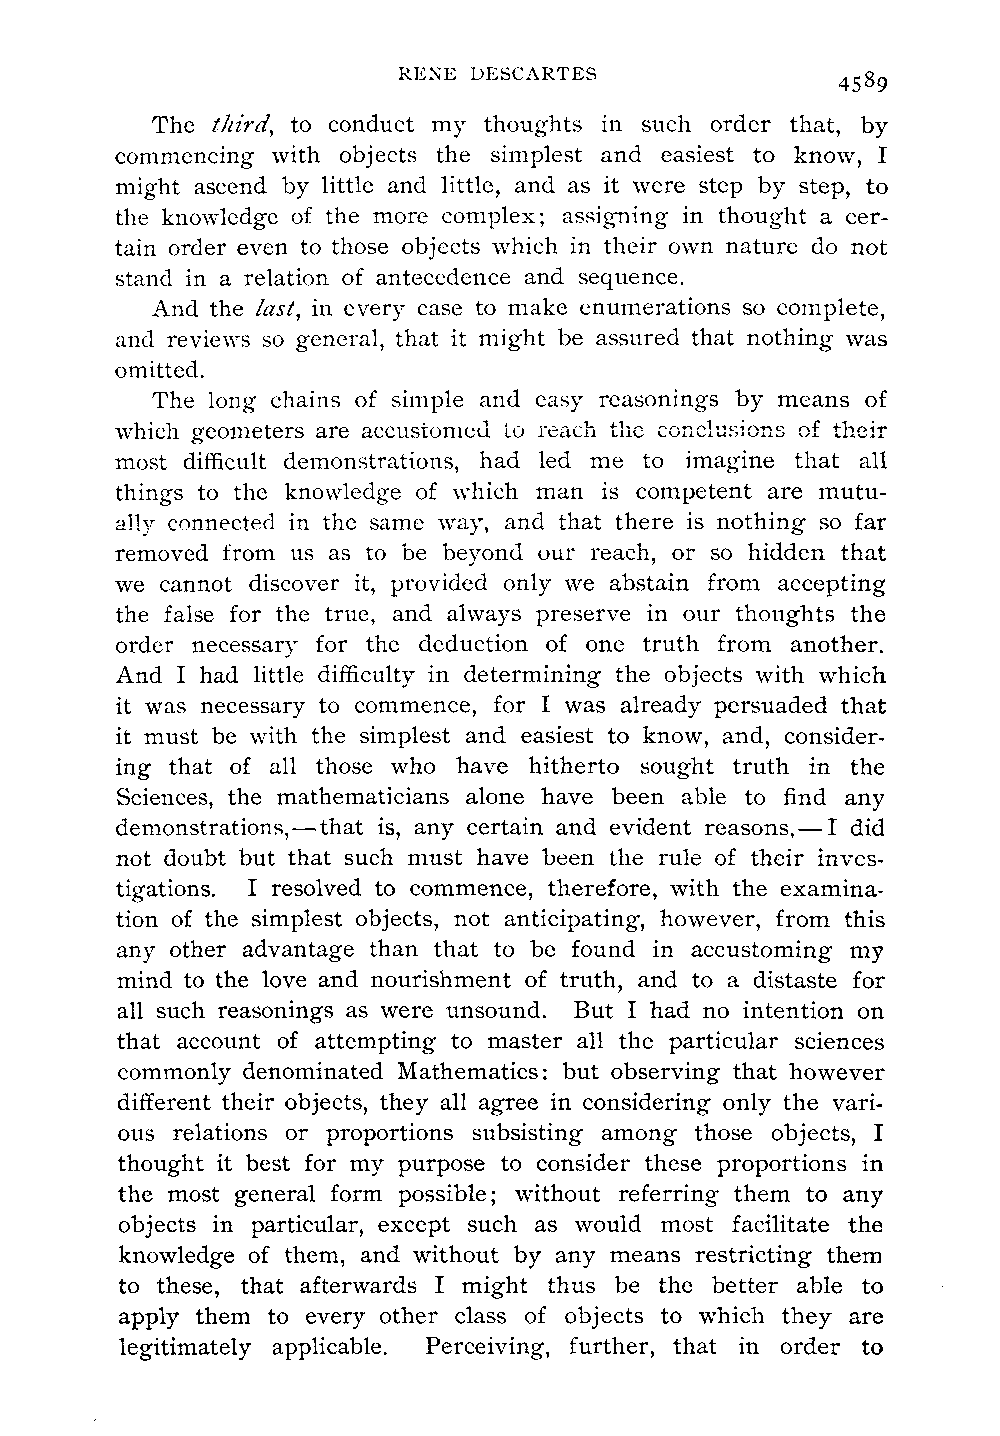 RENE DESCARTES
4589
The third, to conduct my thoughts in such order that, by
commencing with objects the simplest and easiest to know, I
might ascend by little and little, and as it were step by step, to
the knowledge of the more complex; assigning in thought a cer-
tain order even to those objects which in their own nature do not
stand in a relation of antecedence and sequence.
And the last, in every case to make enumerations so complete,
and reviews so general, that it might be assured that nothing was
omitted.
The long chains of simple and easy reasonings by means of
which geometers are accustomed to reach the conclusions of their
most difficult demonstrations, had led me to imagine that all
things to the knowledge of which man is competent are mutu-
ally connected in the same way, and that there is nothing so far
removed from us as to be beyond our reach, or so hidden that
we cannot discover it, provided only we abstain from accepting
the false for the true, and always preserve in our thoughts the
order necessary for the deduction of one truth from another.
And I had little difficulty in determining the objects with which
it was necessary to commence, for I was already persuaded that
it must be with the simplest and easiest to know, and, consider-
ing that of all those who have hitherto sought truth in the
Sciences, the mathematicians alone have been able to find any
demonstrations,—that is, any certain and evident reasons,—I did
not doubt but that such must have been the rule of their inves-
tigations. I resolved to commence, therefore, with the examina-
tion of the simplest objects, not anticipating, however, from this
any other advantage than that to be found in accustoming my
mind to the love and nourishment of truth, and to a distaste for
all such reasonings as were unsound. But I had no intention on
that account of attempting to master all the particular sciences
commonly denominated Mathematics: but observing that however
different their objects, they all agree in considering only the vari-
ous relations or proportions subsisting among those objects, I
thought it best for my purpose to consider these proportions in
the most general form possible; without referring them to any
objects in particular, except such as would most facilitate the
knowledge of them, and without by any means restricting them
to these, that afterwards I might thus be the better able to
apply them to every other class of objects to which they are
legitimately applicable. Perceiving, further, that in order to